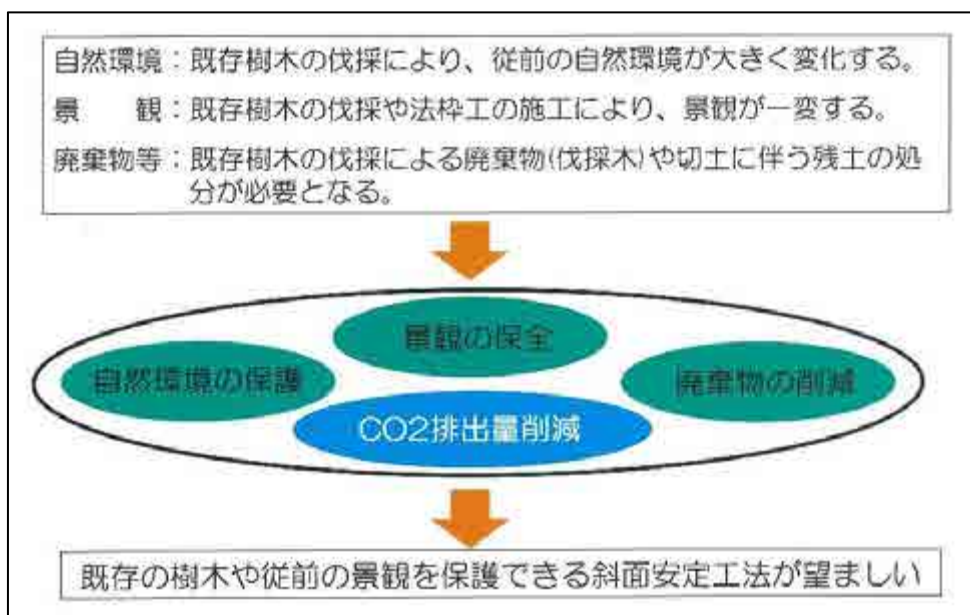 自然環境：既存樹木の伐採により、従前の自然環境が大きく変化する。
景　　観：既存樹木の伐採や法枠工の施工により、景観が一変する。
廃棄物等：既存樹木の伐採による廃棄物(伐採木)や切土に伴う残土の処
分が必要となる。
景観の保全
自然環境の保護
廃棄物の削減
CO2排出量削減
既存の樹木や従前の景観を保護できる斜面安定工法が望ましい